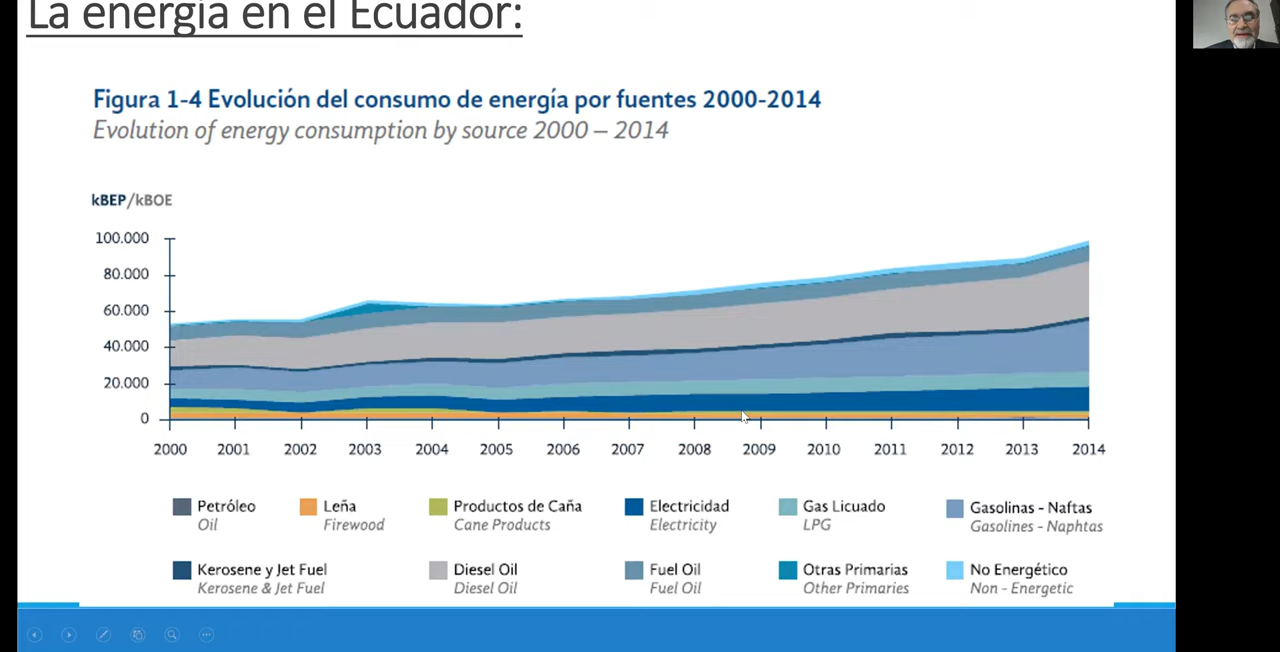 La energía en el Ecuador:
Figura 1-4 Evolución del consumo de energía por fuentes 2000-2014
Evolution of energy consumption by source 2000 – 2014
kBEP/kBOE
100.000
80.000
60.000
40.000
20.000
0
2000 2001 2002 2003 2004 2005 2006 2007 2008 2009 2010 2011 2012 2013 2014
Petróleo Leña Productos de Caña Electricidad Gas Licuado Gasolinas - Naftas
Oil Firewood Cane Products Electricity LPG Gasolines - Naphtas
Kerosene y Jet Fuel Diesel Oil Fuel Oil Otras Primarias No Energético
Kerosene & Jet Fuel Diesel Oil Fuel Oil Other Primaries Non - Energetic